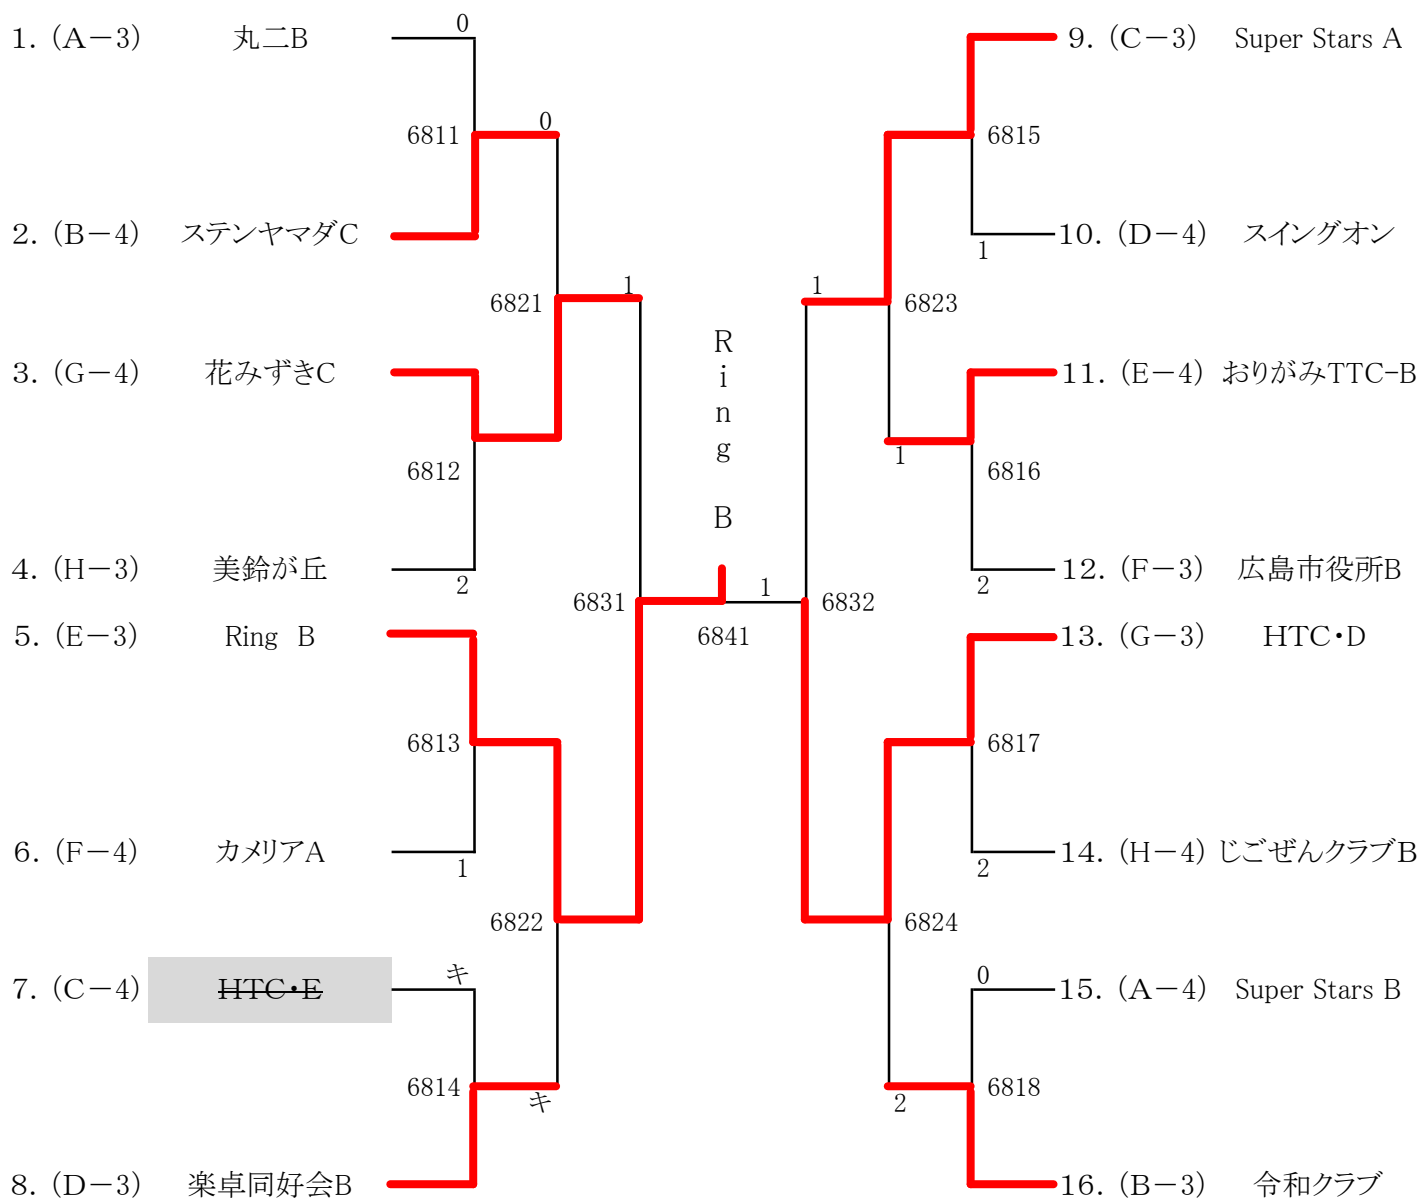 1. (A－3) 丸二B 0
6811 0
2. (B－4) ステンヤマダC
6821 1
3. (G－4) 花みずきC
6812
4. (H－3) 美鈴が丘 2
6831
5. (E－3) Ring B
6813
6. (F－4) カメリアA 1
6822
7. (C－4) HTC・E キ
6814 キ
8. (D－3) 楽卓同好会B
Ring B
1
6841
9. (C－3) Super Stars A
6815
10. (D－4) スイングオン
1
1 6823
11. (E－4) おりがみTTC-B
1 6816
12. (F－3) 広島市役所B
2
6832
13. (G－3) HTC・D
6817
14. (H－4) じごぜんクラブB
2
6824
0
15. (A－4) Super Stars B
2 6818
16. (B－3) 令和クラブ